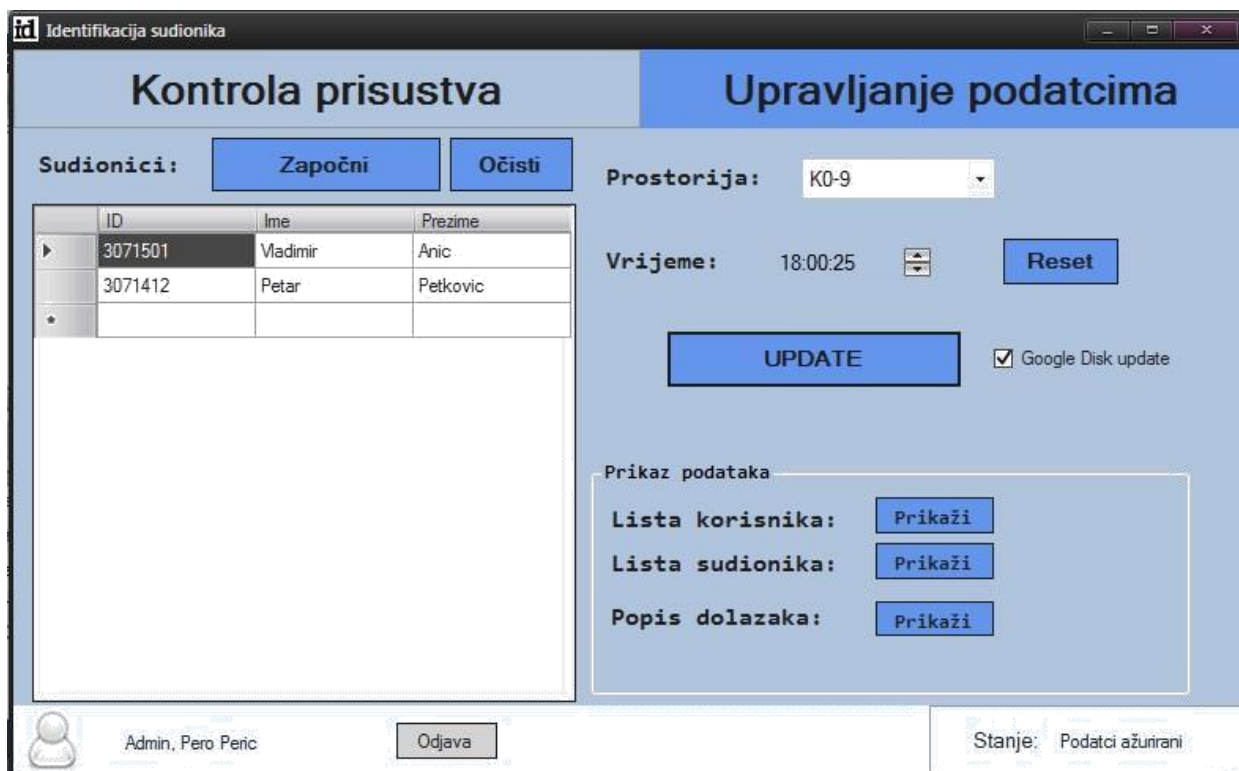 id Identifikacija sudionika
Kontrola prisustva
Upravljanje podatcima
Sudionici:
Započni
Očisti
ID Ime Prezime
3071501 Vladimir Anic
3071412 Petar Petkovic
*
Prostorija: K0-9
Vrijeme: 18:00:25 Reset
UPDATE
Google Disk update
Prikaz podataka
Lista korisnika: Prikaži
Lista sudionika: Prikaži
Popis dolazaka: Prikaži
Admin, Pero Peric
Odjava
Stanje: Podatci ažurirani